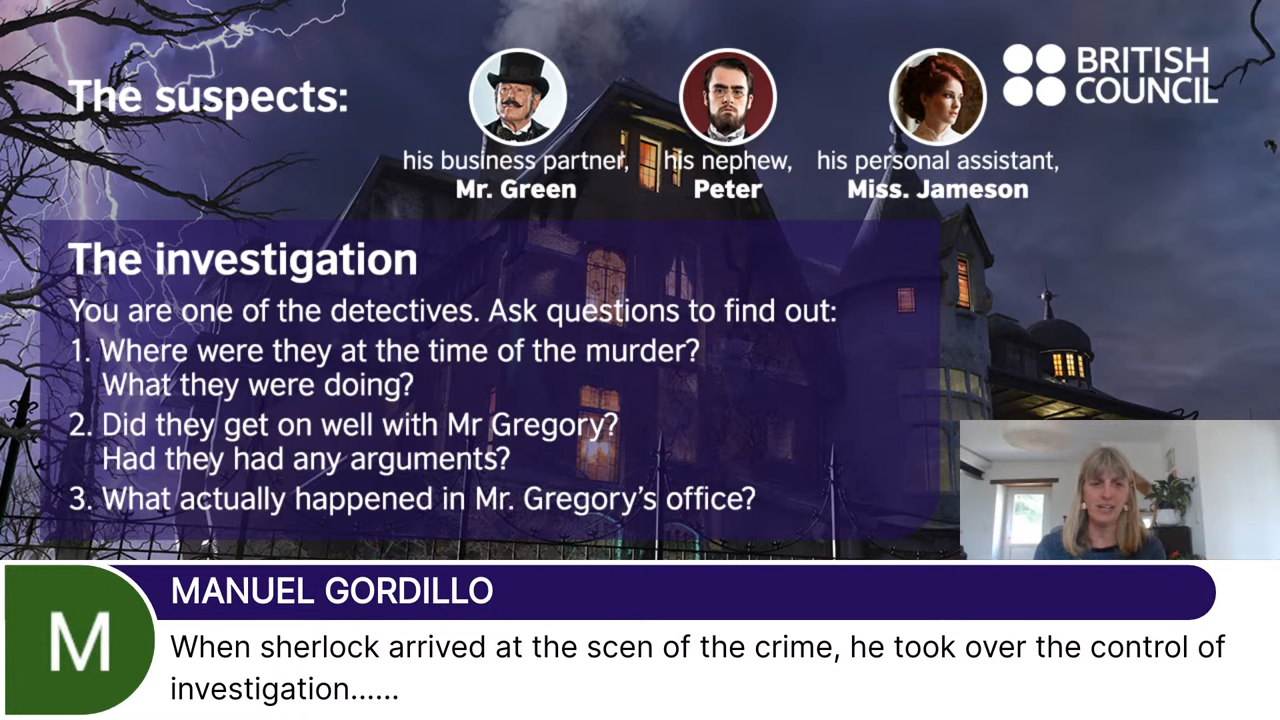 The suspects:
BRITISH
COUNCIL
his business partner,
Mr. Green
his nephew,
Peter
his personal assistant,
Miss. Jameson
The investigation
You are one of the detectives. Ask questions to find out:
1. Where were they at the time of the murder?
What they were doing?
2. Did they get on well with Mr Gregory?
Had they had any arguments?
3. What actually happened in Mr. Gregory's office?
M
MANUEL GORDILLO
When sherlock arrived at the scen of the crime, he took over the control of
investigation......